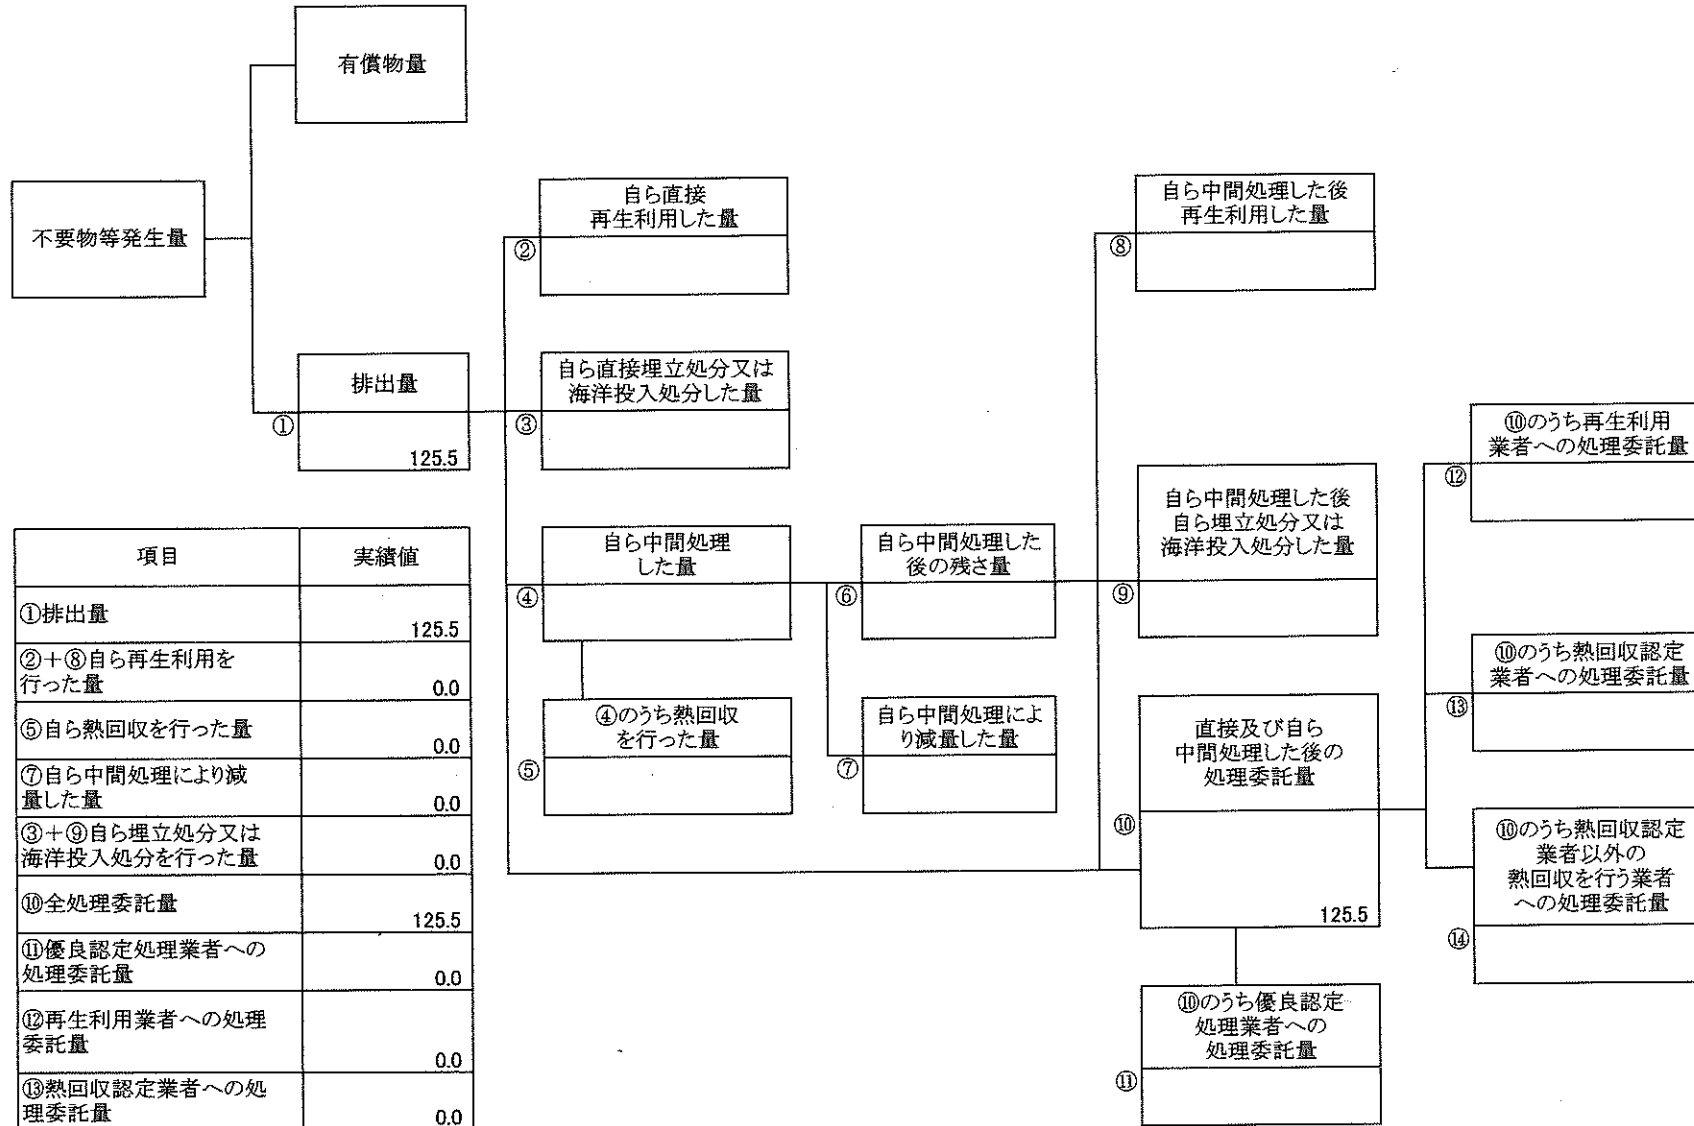 有償物量
不要物等発生量
自ら直接
再生利用した量
②
自ら中間処理した後
再生利用した量
⑧
排出量
①
125.5
自ら直接埋立処分又は
海洋投入処分した量
③
⑩のうち再生利用
業者への処理委託量
⑫
自ら中間処理
した量
④
自ら中間処理した
後の残さ量
⑥
自ら中間処理した後
自ら埋立処分又は
海洋投入処分した量
⑨
④のうち熱回収
を行った量
⑤
自ら中間処理によ
り減量した量
⑦
直接及び自ら
中間処理した後の
処理委託量
⑩
125.5
⑩のうち熱回収認定
業者への処理委託量
⑬
⑩のうち熱回収認定
業者以外の
熱回収を行う業者
への処理委託量
⑭
⑩のうち優良認定
処理業者への
処理委託量
⑪
項目 実績値
①排出量
125.5
②+⑧自ら再生利用を
行った量
0.0
⑤自ら熱回収を行った量
0.0
⑦自ら中間処理により減
量した量
0.0
③+⑨自ら埋立処分又は
海洋投入処分を行った量
0.0
⑩全処理委託量
125.5
⑪優良認定処理業者への
処理委託量
0.0
⑫再生利用業者への処理
委託量
0.0
⑬熱回収認定業者への処
理委託量
0.0